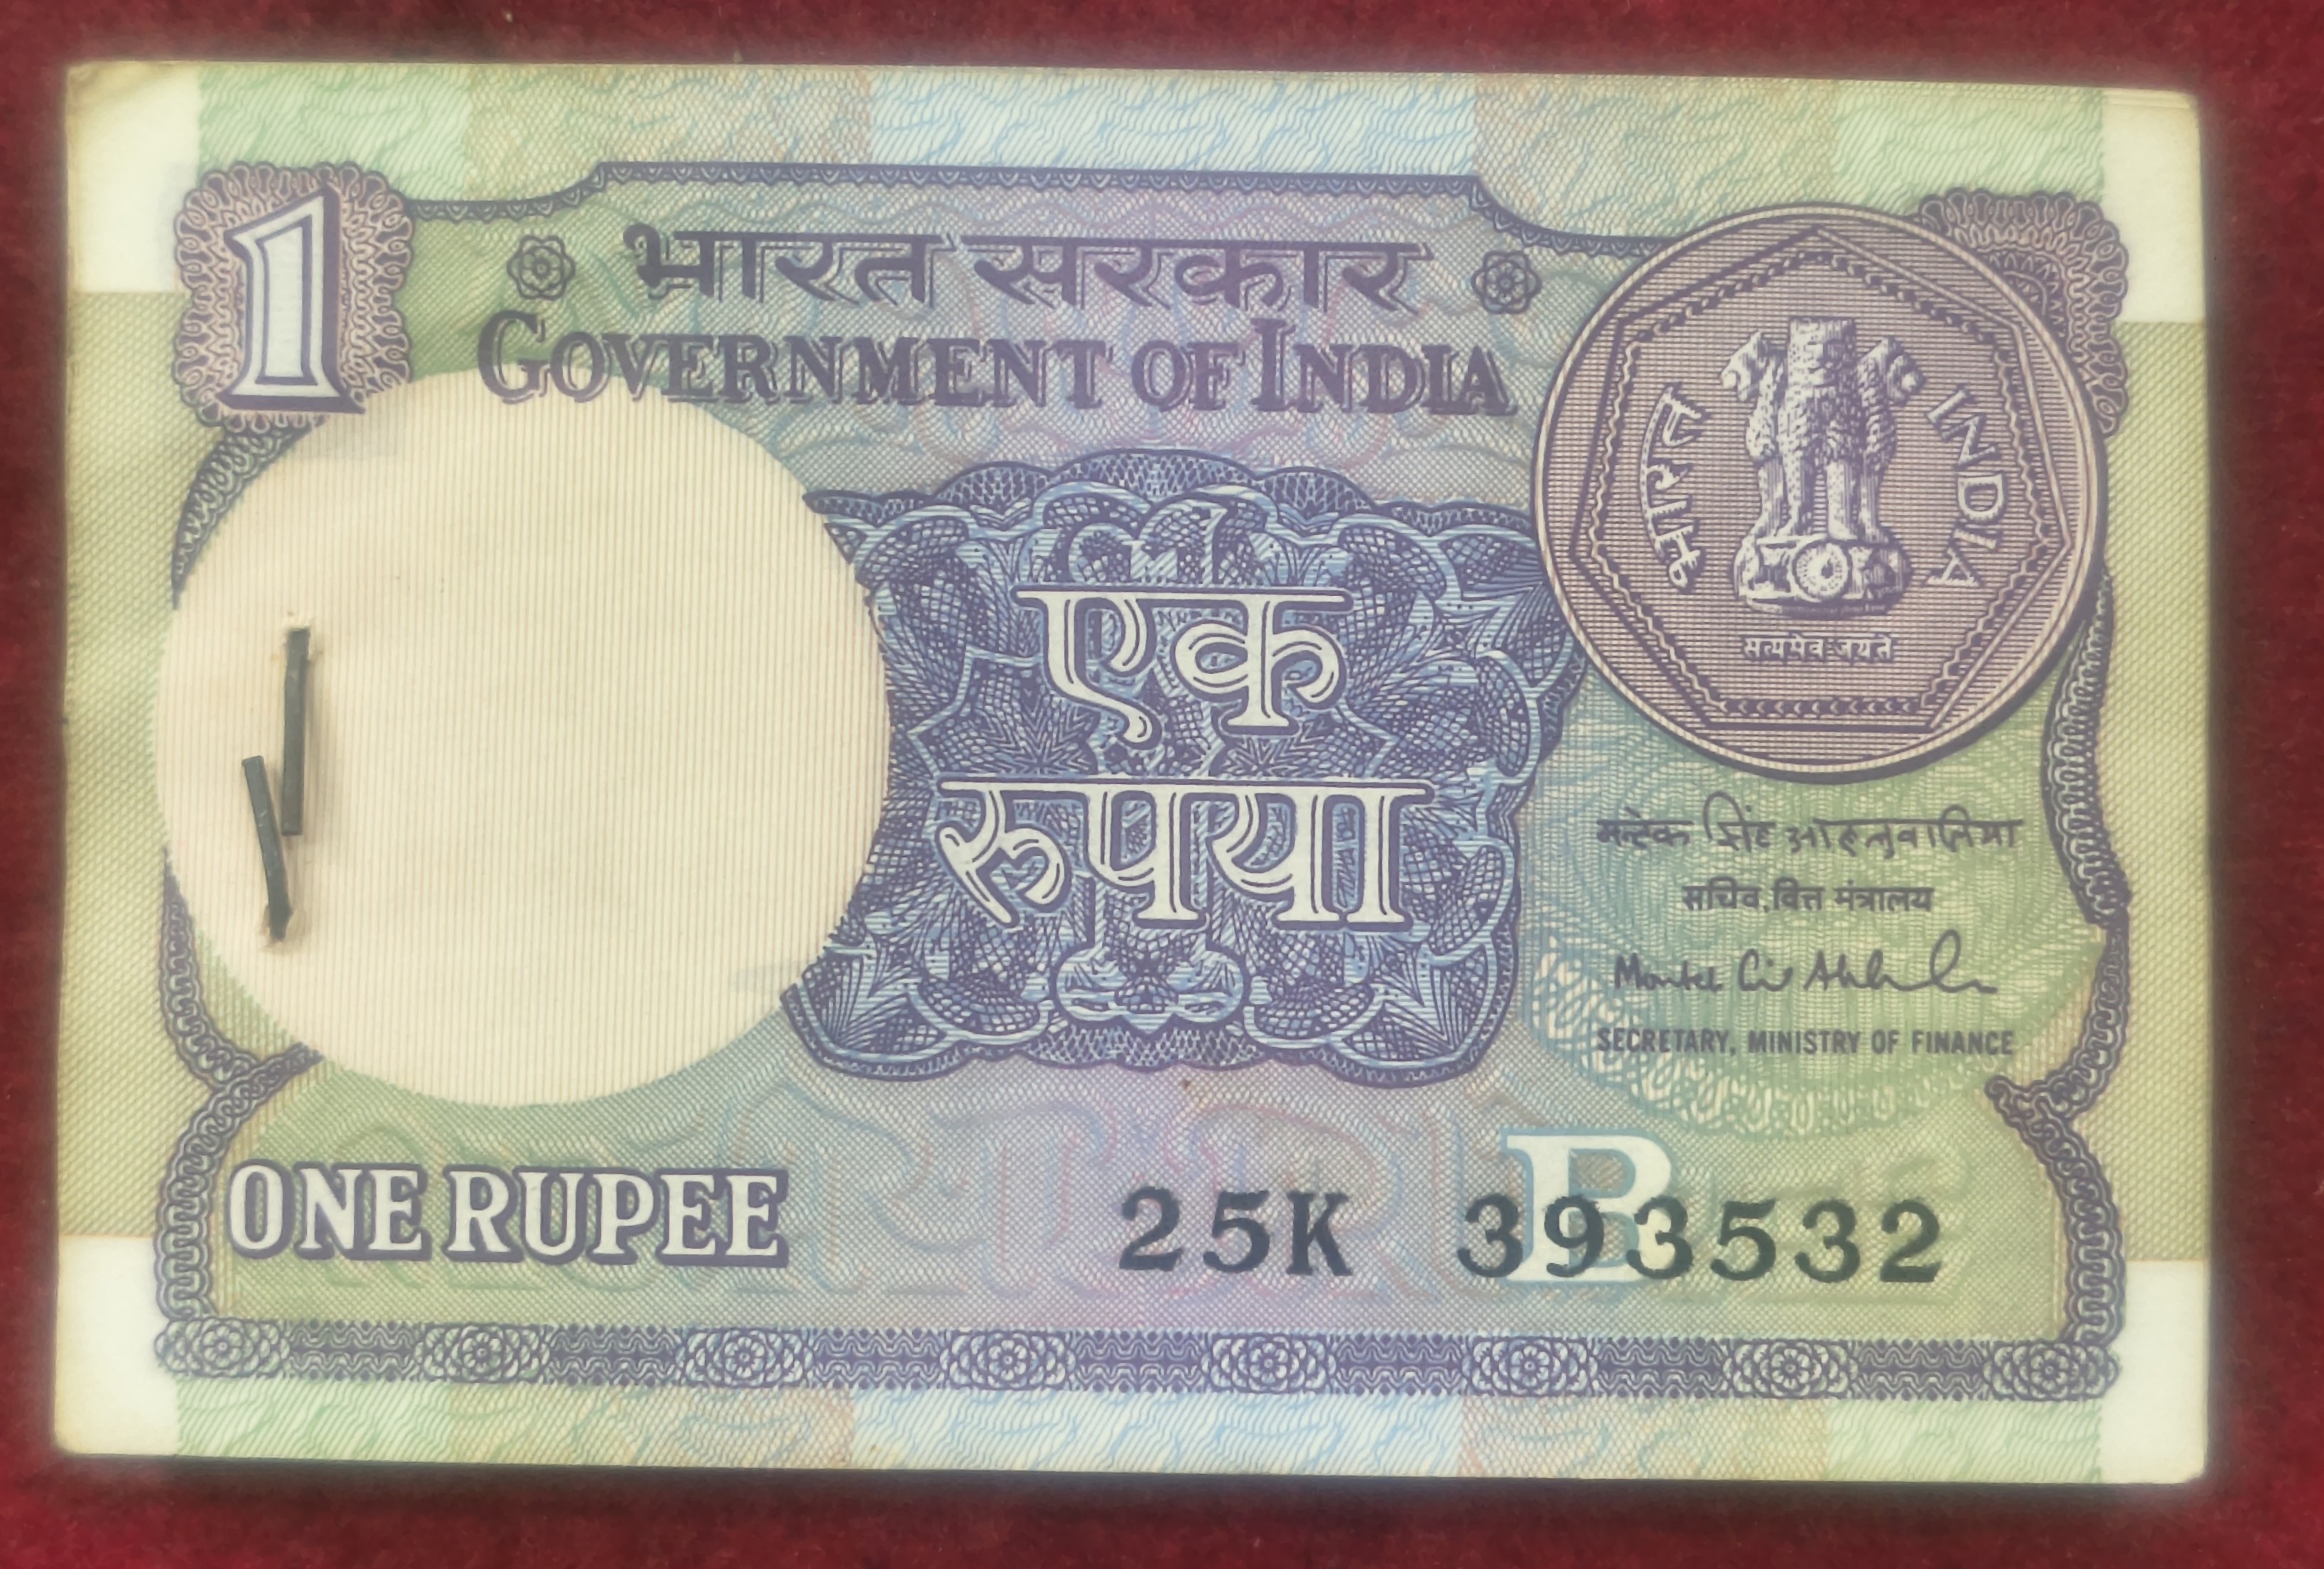 1
भारत सरकार
GOVERNMENT OF INDIA
भारत
INDIA
सत्यमेव जयते
एक
रुपया
मन्टेक सिंह आहलुवालिया
सचिव, वित्त मंत्रालय
SECRETARY, MINISTRY OF FINANCE
B
ONE RUPEE
25K 393532